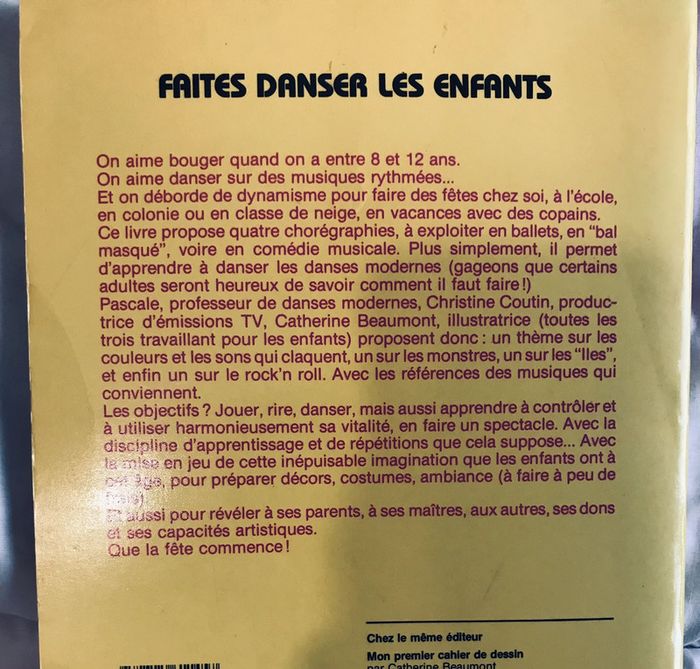 FAITES DANSER LES ENFANTS
On aime bouger quand on a entre 8 et 12 ans.
On aime danser sur des musiques rythmées...
Et on déborde de dynamisme pour faire des fêtes chez soi, à l'école,
en colonie ou en classe de neige, en vacances avec des copains.
Ce livre propose quatre chorégraphies, à exploiter en ballets, en "bal
masqué", voire en comédie musicale. Plus simplement, il permet
d'apprendre à danser les danses modernes (gageons que certains
adultes seront heureux de savoir comment il faut faire !)
Pascale, professeur de danses modernes, Christine Coutin, produc-
trice d'émissions TV, Catherine Beaumont, illustratrice (toutes les
trois travaillant pour les enfants) proposent donc : un thème sur les
couleurs et les sons qui claquent, un sur les monstres, un sur les "Iles",
et enfin un sur le rock'n roll. Avec les références des musiques qui
conviennent.
Les objectifs ? Jouer, rire, danser, mais aussi apprendre à contrôler et
à utiliser harmonieusement sa vitalité, en faire un spectacle. Avec la
discipline d'apprentissage et de répétitions que cela suppose... Avec
la mise en jeu de cette inépuisable imagination que les enfants ont à
cet âge, pour préparer décors, costumes, ambiance (à faire à peu de
frais).
Et aussi pour révéler à ses parents, à ses maîtres, aux autres, ses dons
et ses capacités artistiques.
Que la fête commence !
Chez le même éditeur
Mon premier cahier de dessin
par Catherine Beaumont